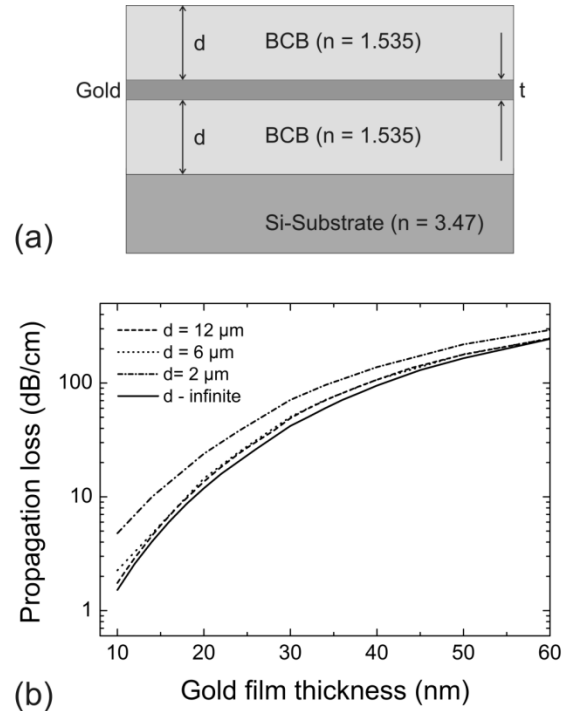 d
BCB (n = 1.535)
Gold
t
d
BCB (n = 1.535)
Si-Substrate (n = 3.47)
(a)
d = 12 µm
d = 6 µm
d= 2 µm
d - infinite
100
10
1
Propagation loss (dB/cm)
10 20 30 40 50 60
Gold film thickness (nm)
(b)